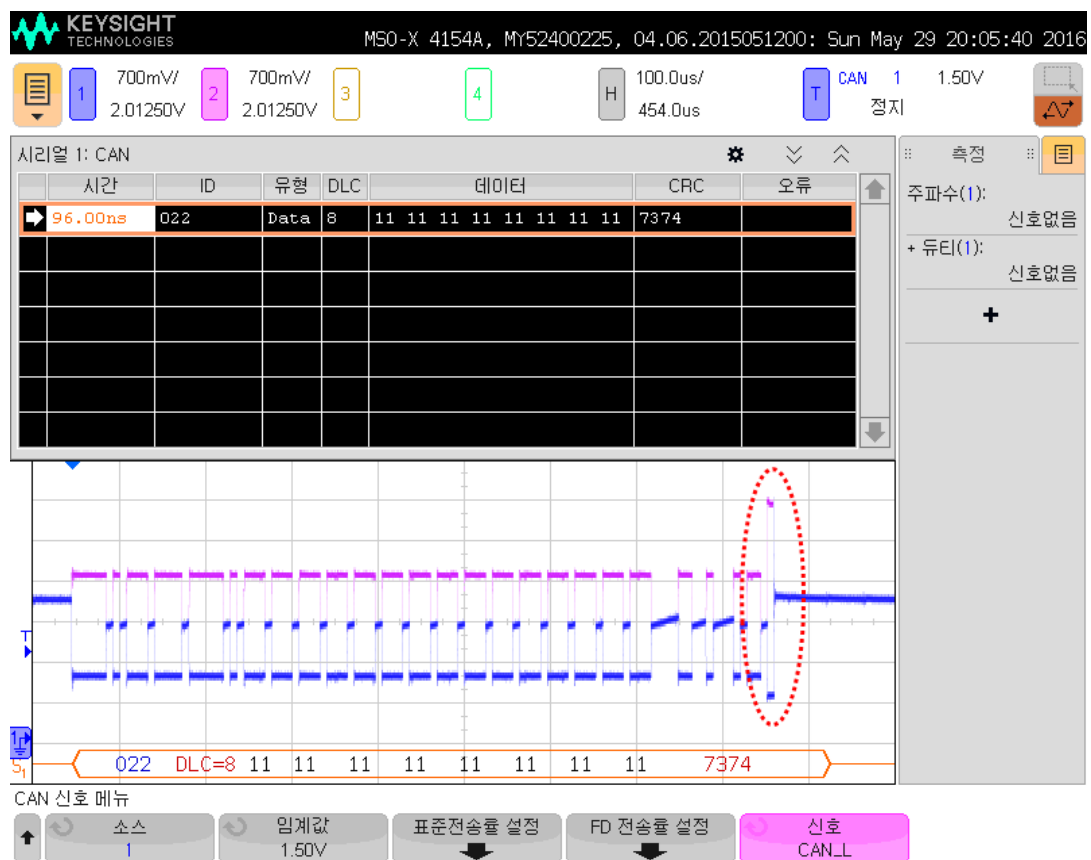 KEYSIGHT
TECHNOLOGIES
MSO-X 4154A, MY52400225, 04.06.2015051200: Sun May 29 20:05:40 2016
1 700mV/ 2 700mV/ 3 4 H 100.0us/ T CAN 1 1.50V
2.01250V 2.01250V 454.0us 정지
시리얼 1: CAN
시간 ID 유형 DLC 데이터 CRC 오류
96.00ns 022 Data 8 11 11 11 11 11 11 11 11 7374
측정
주파수(1):
신호없음
+ 듀티(1):
신호없음
+
T
1
S1 022 DLC=8 11 11 11 11 11 11 11 11 7374
CAN 신호 메뉴
소스 임계값 표준전송률 설정 FD 전송률 설정 신호
1 1.50V CAN_L